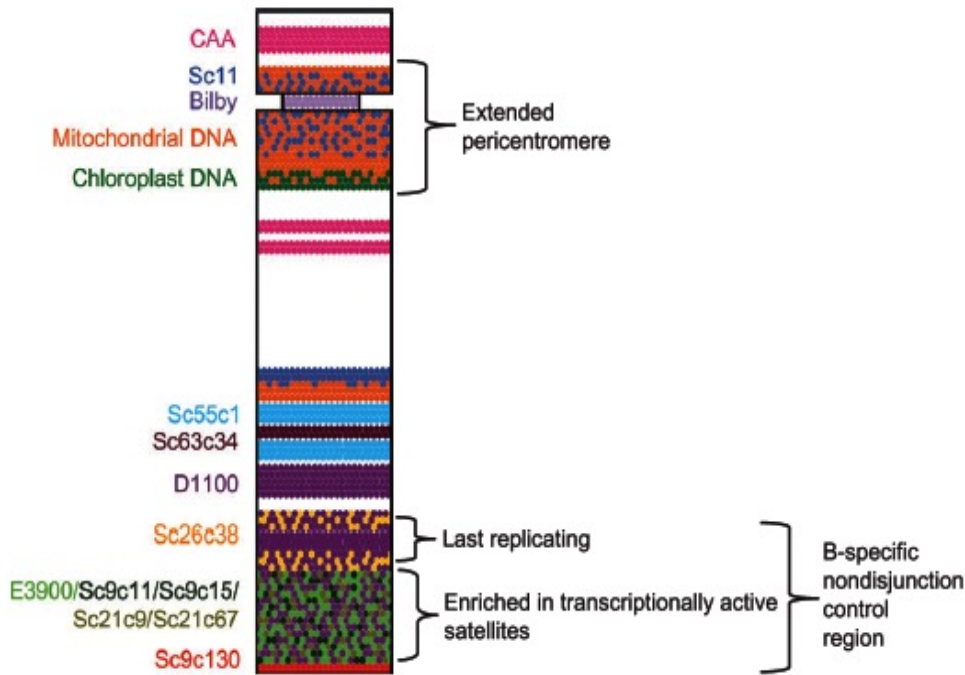 CAA
Sc11
Bilby
Mitochondrial DNA
Chloroplast DNA
Extended
pericentromere
Sc55c1
Sc63c34
D1100
Sc26c38
E3900/Sc9c11/Sc9c15/
Sc21c9/Sc21c67
Sc9c130
Last replicating
Enriched in transcriptionally active
satellites
B-specific
nondisjunction
control
region